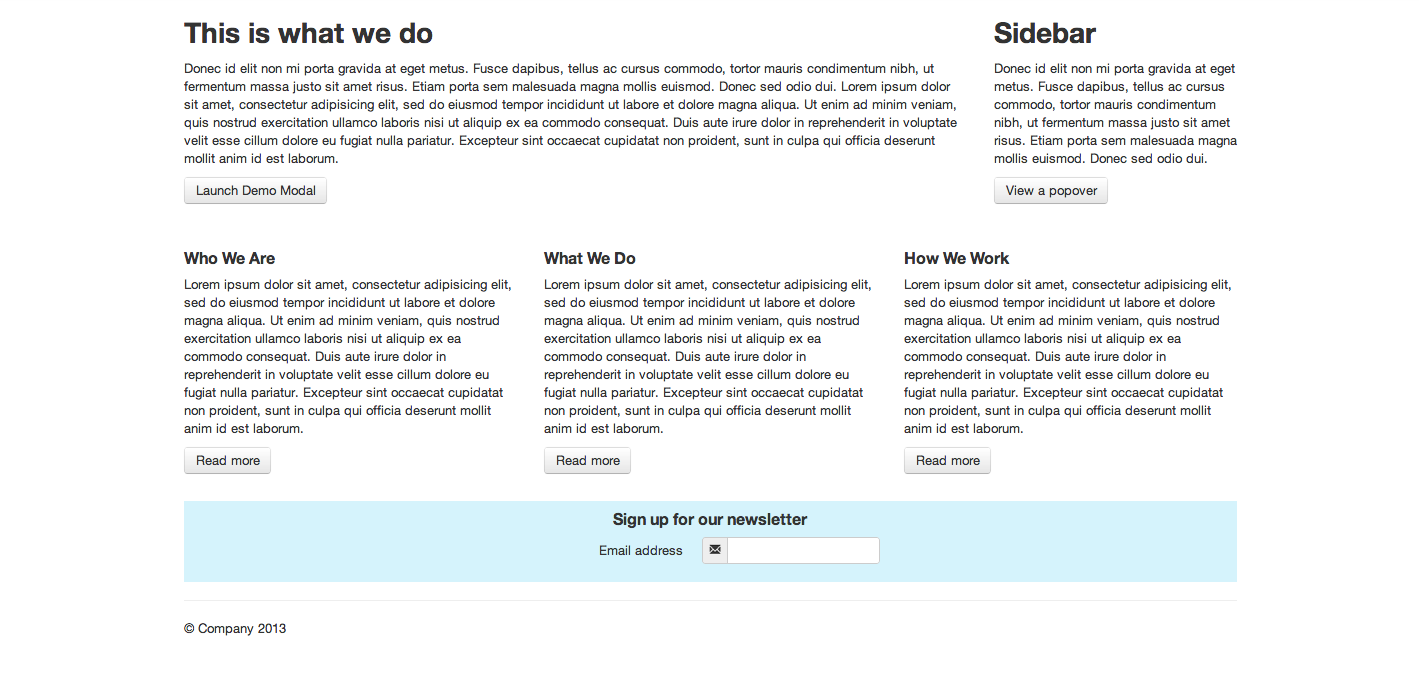 This is what we do
Donec id elit non mi porta gravida at eget metus. Fusce dapibus, tellus ac cursus commodo, tortor mauris condimentum nibh, ut
fermentum massa justo sit amet risus. Etiam porta sem malesuada magna mollis euismod. Donec sed odio dui. Lorem ipsum dolor
sit amet, consectetur adipisicing elit, sed do eiusmod tempor incididunt ut labore et dolore magna aliqua. Ut enim ad minim veniam,
quis nostrud exercitation ullamco laboris nisi ut aliquip ex ea commodo consequat. Duis aute irure dolor in reprehenderit in voluptate
velit esse cillum dolore eu fugiat nulla pariatur. Excepteur sint occaecat cupidatat non proident, sunt in culpa qui officia deserunt
mollit anim id est laborum.
Launch Demo Modal
Sidebar
Donec id elit non mi porta gravida at eget
metus. Fusce dapibus, tellus ac cursus
commodo, tortor mauris condimentum
nibh, ut fermentum massa justo sit amet
risus. Etiam porta sem malesuada magna
mollis euismod. Donec sed odio dui.
View a popover
Who We Are
Lorem ipsum dolor sit amet, consectetur adipisicing elit,
sed do eiusmod tempor incididunt ut labore et dolore
magna aliqua. Ut enim ad minim veniam, quis nostrud
exercitation ullamco laboris nisi ut aliquip ex ea
commodo consequat. Duis aute irure dolor in
reprehenderit in voluptate velit esse cillum dolore eu
fugiat nulla pariatur. Excepteur sint occaecat cupidatat
non proident, sunt in culpa qui officia deserunt mollit
anim id est laborum.
Read more
What We Do
Lorem ipsum dolor sit amet, consectetur adipisicing elit,
sed do eiusmod tempor incididunt ut labore et dolore
magna aliqua. Ut enim ad minim veniam, quis nostrud
exercitation ullamco laboris nisi ut aliquip ex ea
commodo consequat. Duis aute irure dolor in
reprehenderit in voluptate velit esse cillum dolore eu
fugiat nulla pariatur. Excepteur sint occaecat cupidatat
non proident, sunt in culpa qui officia deserunt mollit
anim id est laborum.
Read more
How We Work
Lorem ipsum dolor sit amet, consectetur adipisicing elit,
sed do eiusmod tempor incididunt ut labore et dolore
magna aliqua. Ut enim ad minim veniam, quis nostrud
exercitation ullamco laboris nisi ut aliquip ex ea
commodo consequat. Duis aute irure dolor in
reprehenderit in voluptate velit esse cillum dolore eu
fugiat nulla pariatur. Excepteur sint occaecat cupidatat
non proident, sunt in culpa qui officia deserunt mollit
anim id est laborum.
Read more
Sign up for our newsletter
Email address
© Company 2013